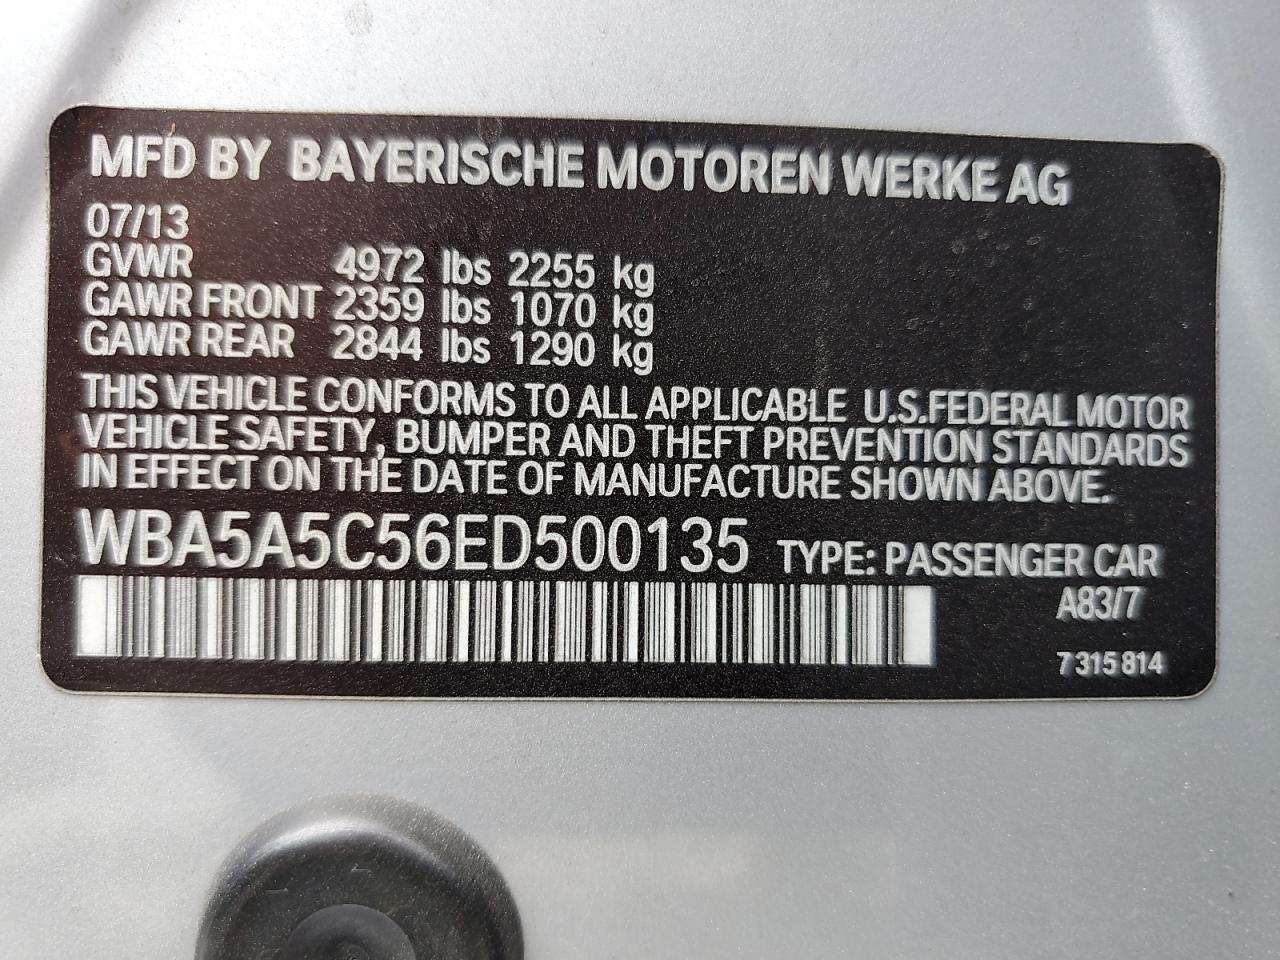 MFD BY BAYERISCHE MOTOREN WERKE AG
07/13
GVWR 4972 lbs 2255 kg
GAWR FRONT 2359 lbs 1070 kg
GAWR REAR 2844 lbs 1290 kg
THIS VEHICLE CONFORMS TO ALL APPLICABLE U.S.FEDERAL MOTOR
VEHICLE SAFETY, BUMPER AND THEFT PREVENTION STANDARDS
IN EFFECT ON THE DATE OF MANUFACTURE SHOWN ABOVE.
WBA5A5C56ED500135 TYPE: PASSENGER CAR
A83/7
7 315 814